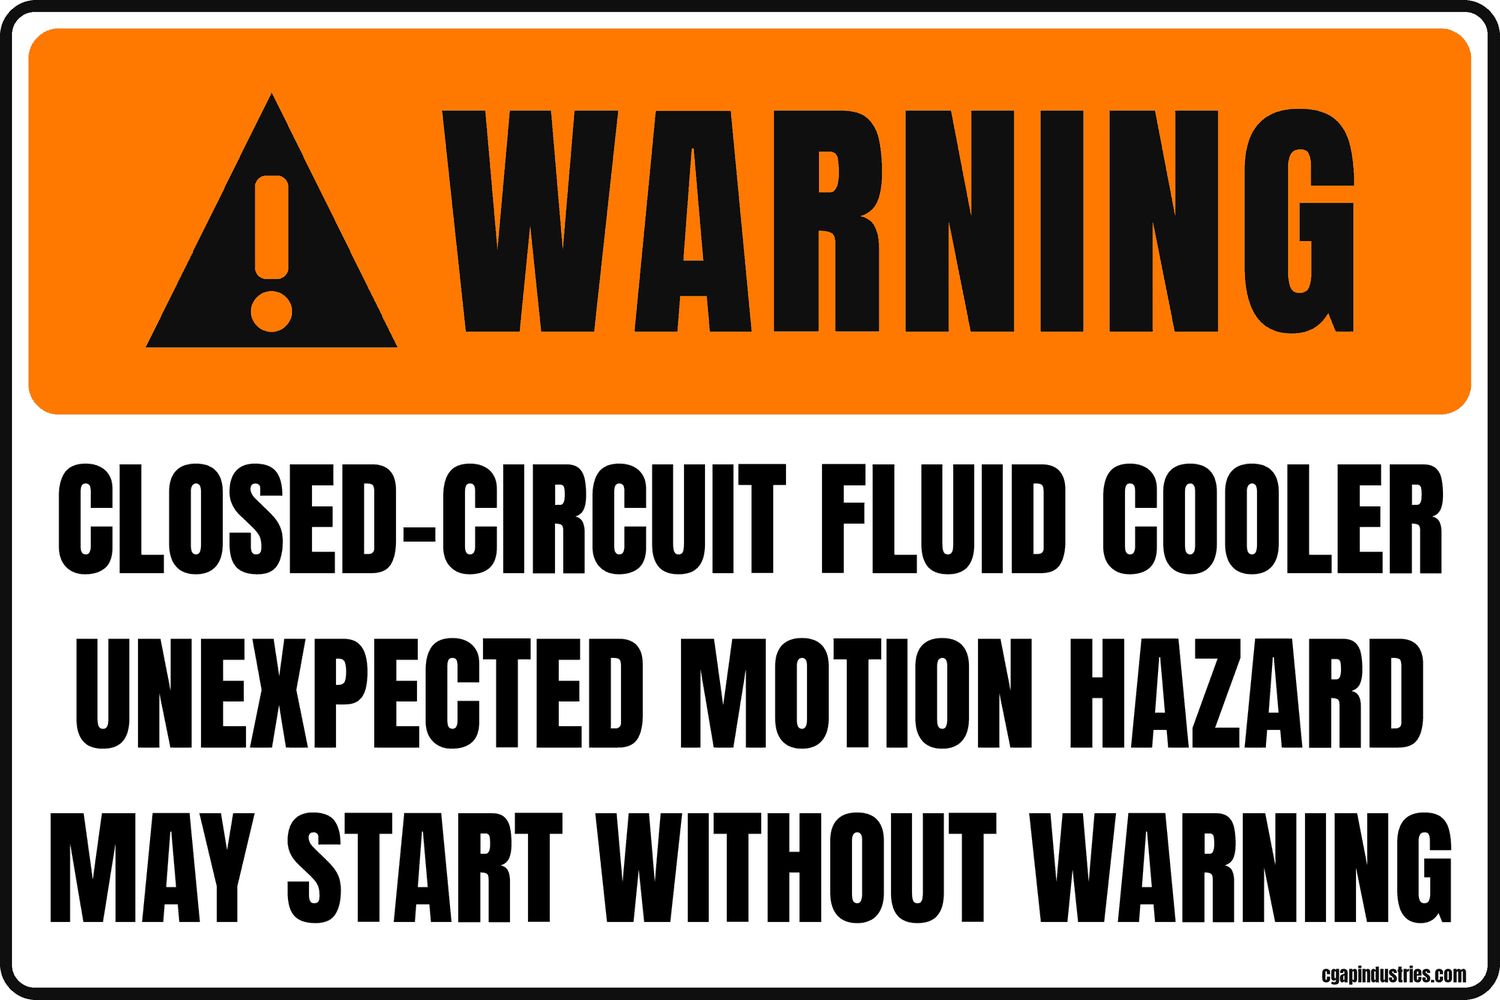 WARNING
CLOSED-CIRCUIT FLUID COOLER
UNEXPECTED MOTION HAZARD
MAY START WITHOUT WARNING
cgapindustries.com